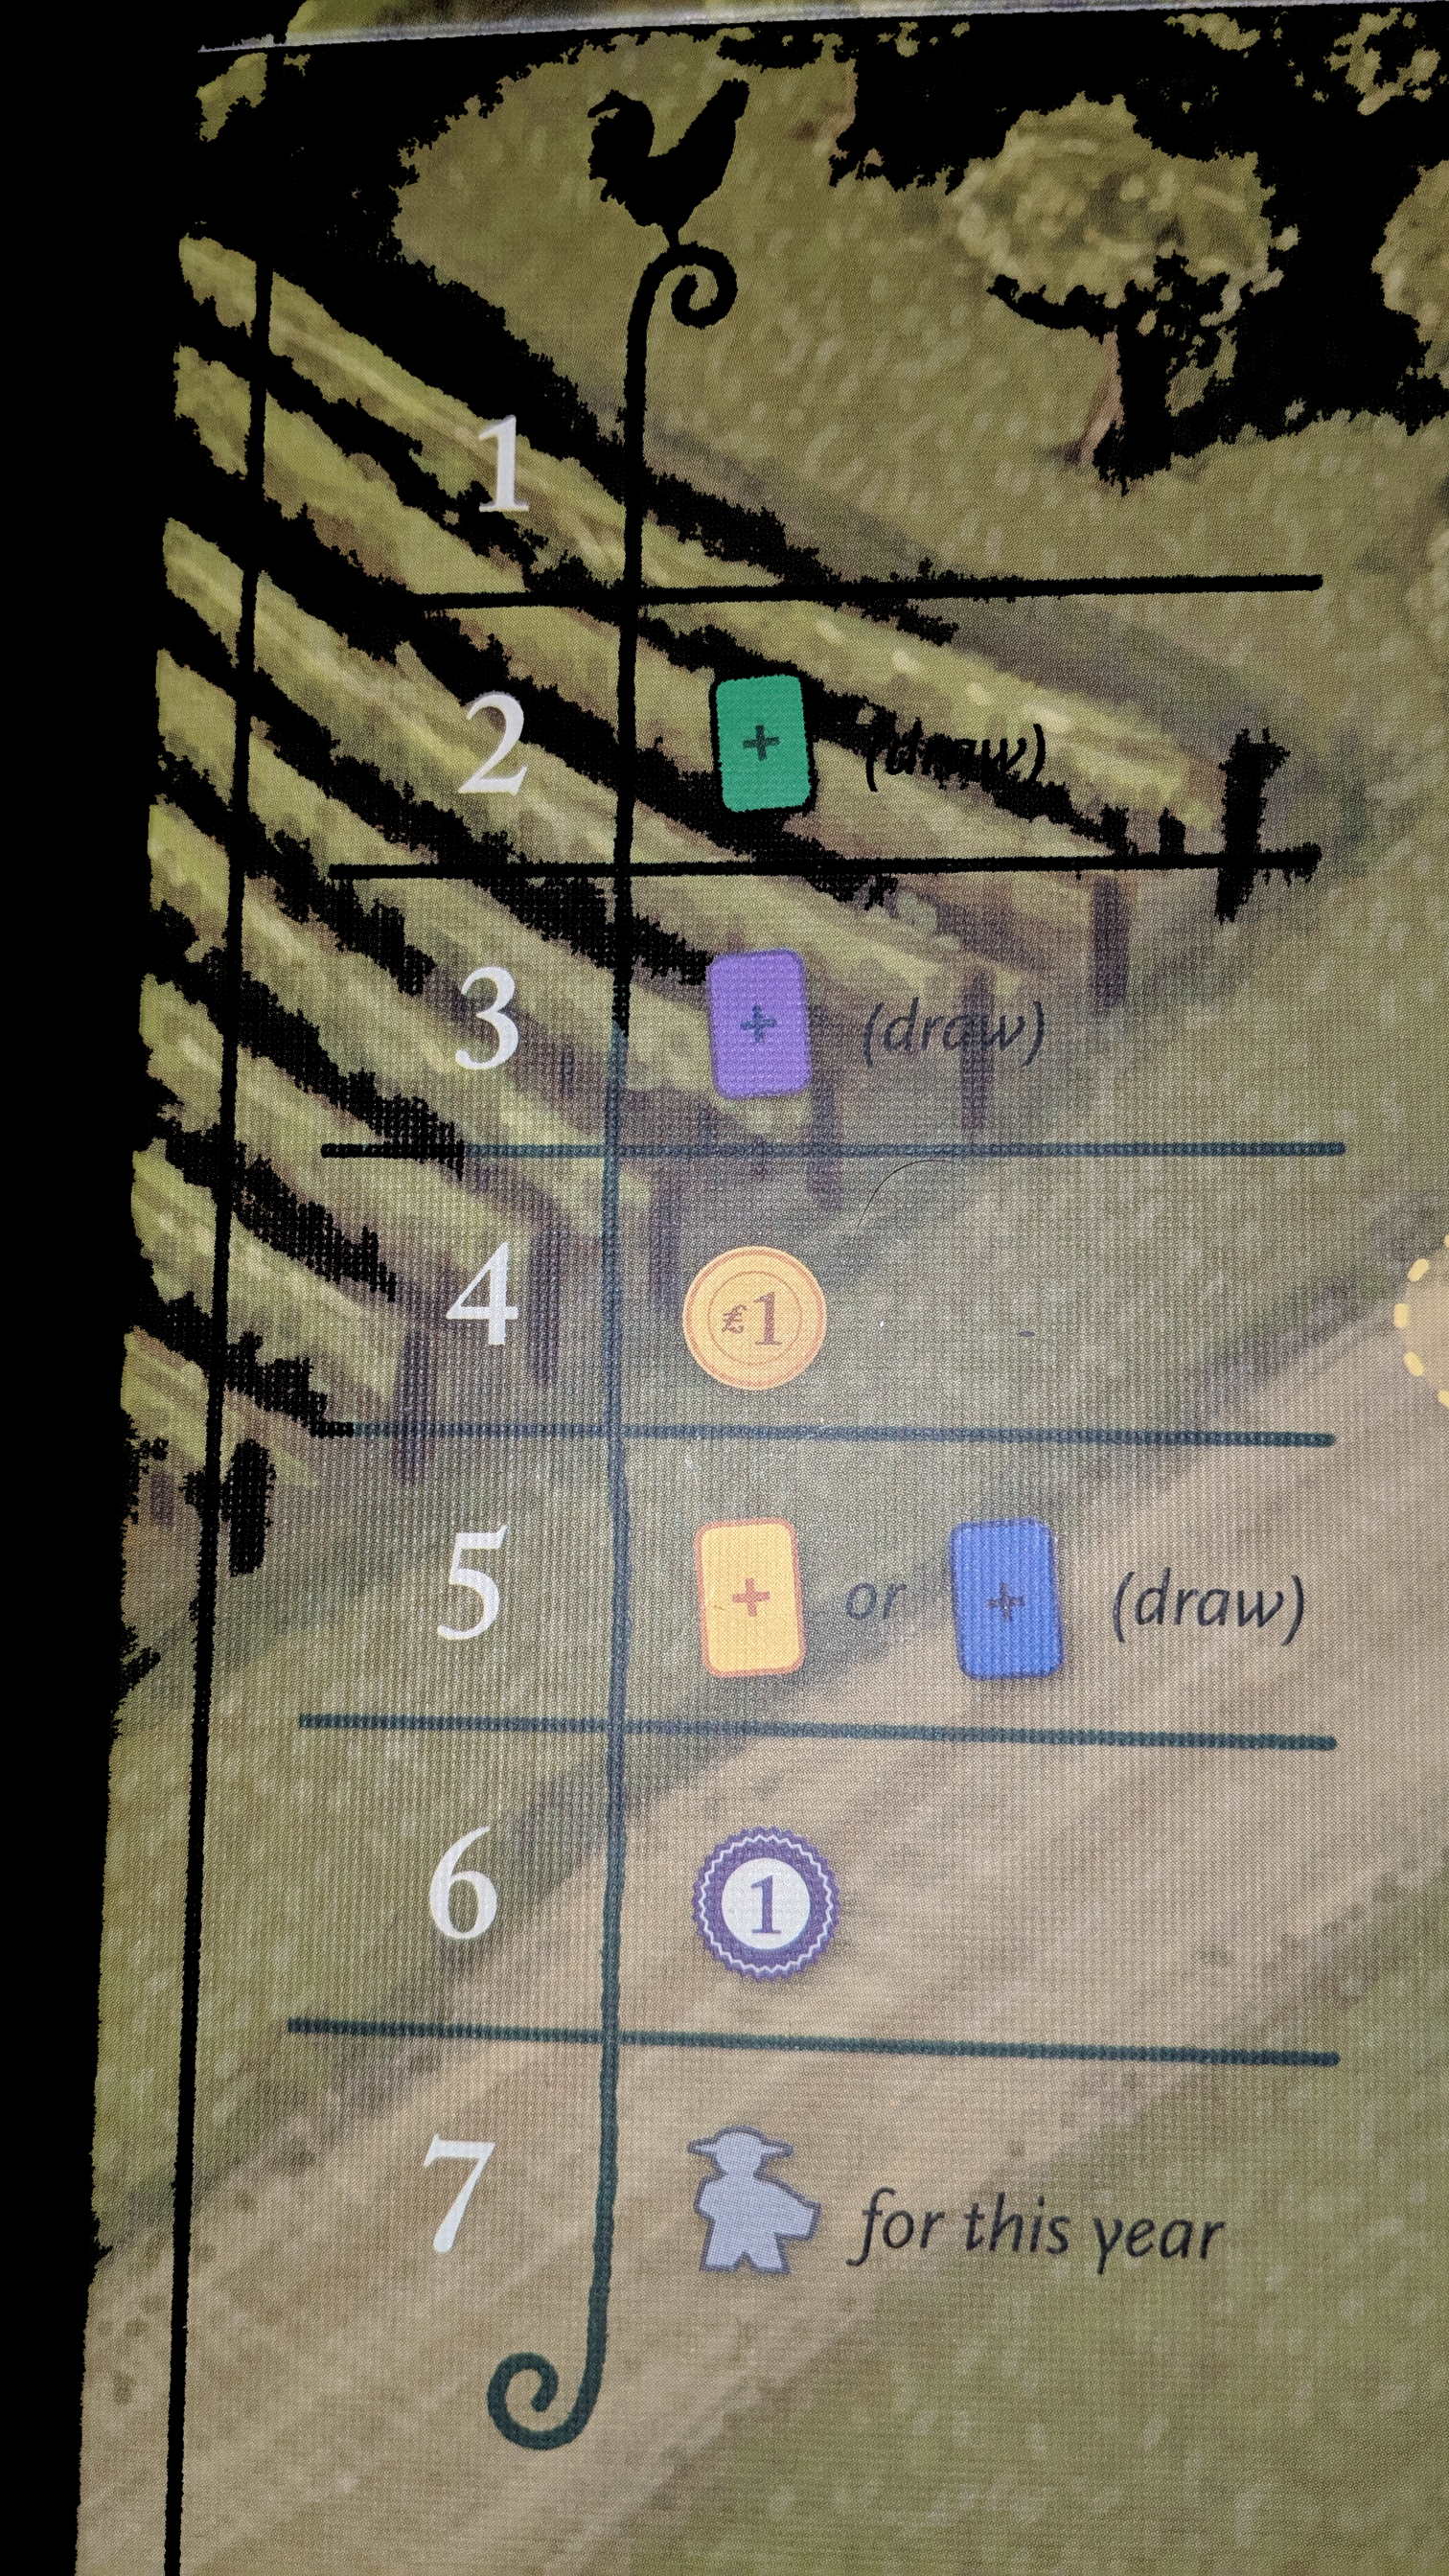 1
2 + (draw)
3 + (draw)
4 ₤1
5 + or + (draw)
6 1
7 for this year